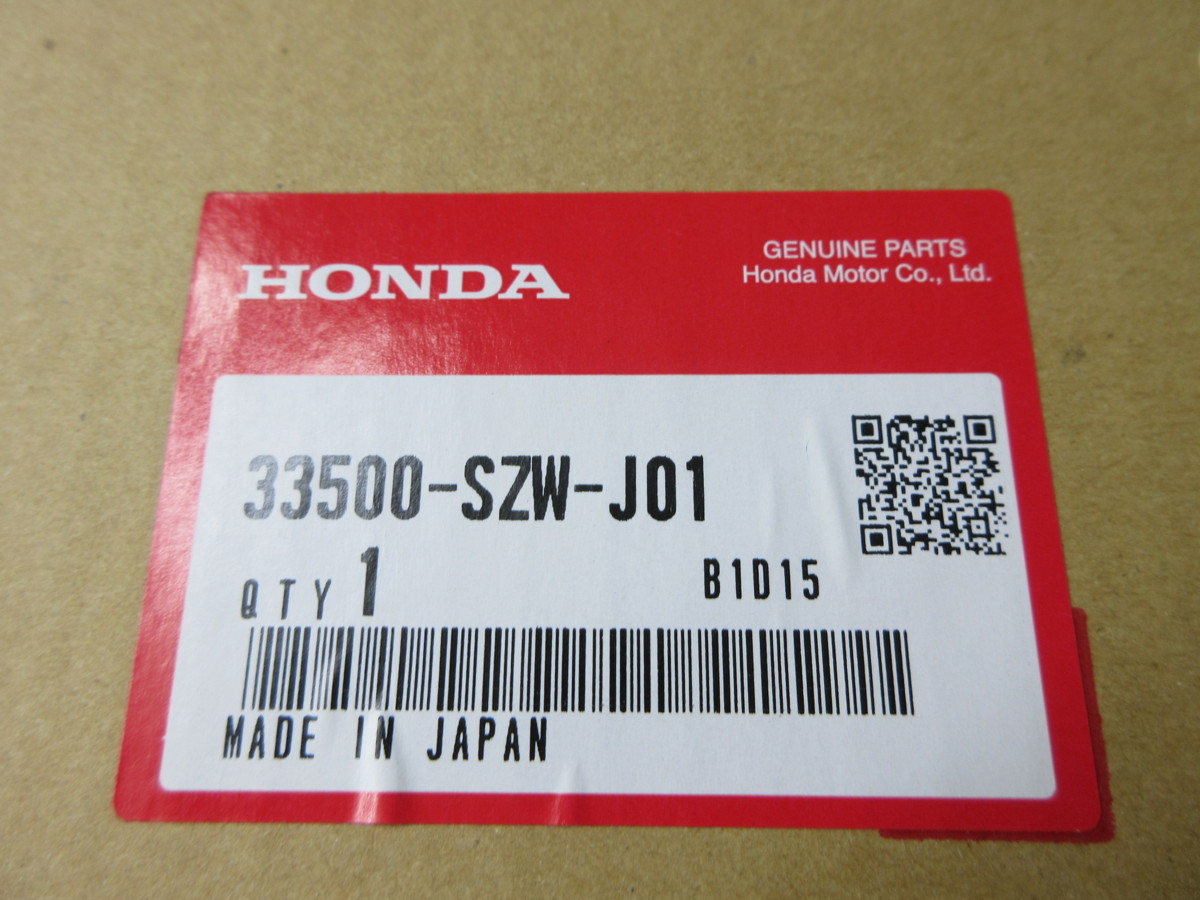 HONDA
GENUINE PARTS
Honda Motor Co., Ltd.
33500-SZW-J01
QTY 1
B1D15
MADE IN JAPAN